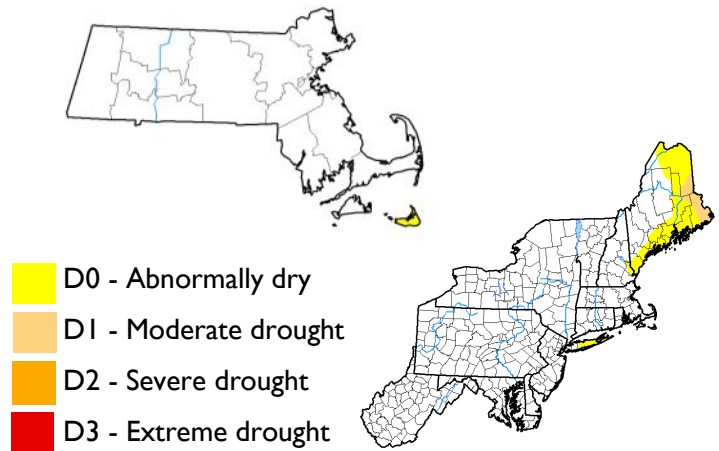 D0 - Abnormally dry
D1 - Moderate drought
D2 - Severe drought
D3 - Extreme drought